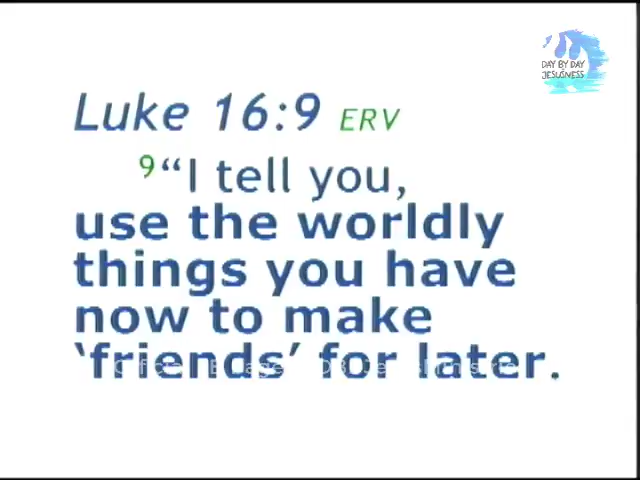 DAY BY DAY
JESUSNESS
Luke 16:9 ERV
9 “I tell you,
use the worldly
things you have
now to make
‘friends’ for later.